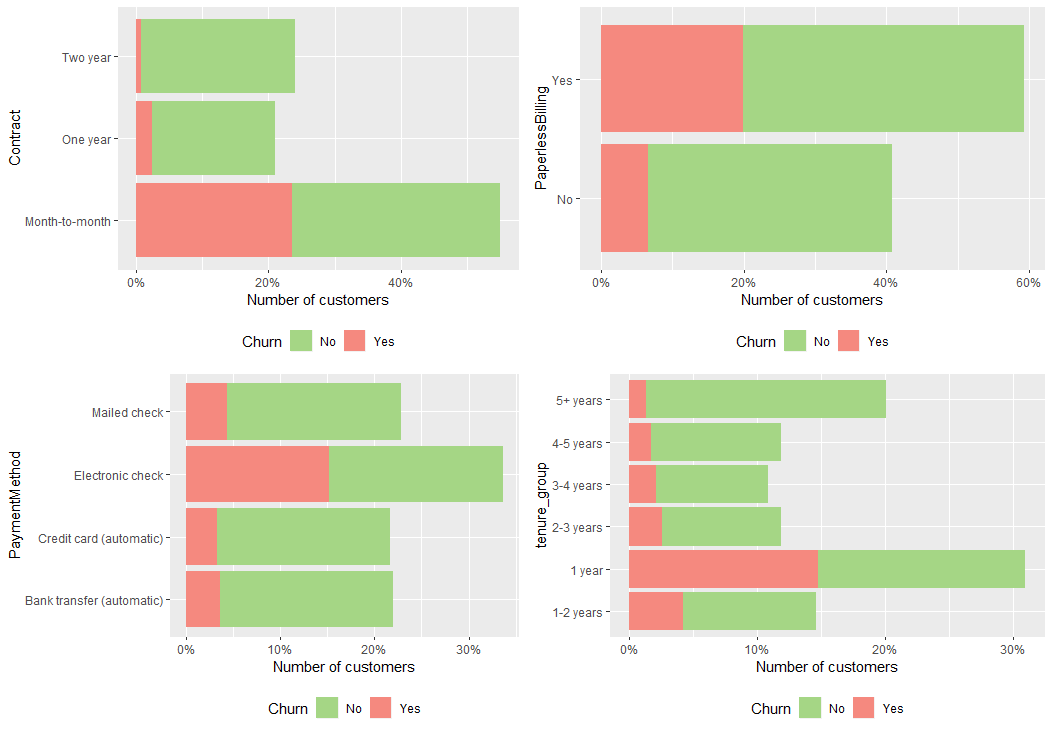 Contract
Two year
One year
Month-to-month
0% 20% 40%
Number of customers
Churn No Yes
PaperlessBilling
Yes
No
0% 20% 40% 60%
Number of customers
Churn No Yes
PaymentMethod
Mailed check
Electronic check
Credit card (automatic)
Bank transfer (automatic)
0% 10% 20% 30%
Number of customers
Churn No Yes
tenure_group
5+ years
4-5 years
3-4 years
2-3 years
1 year
1-2 years
0% 10% 20% 30%
Number of customers
Churn No Yes